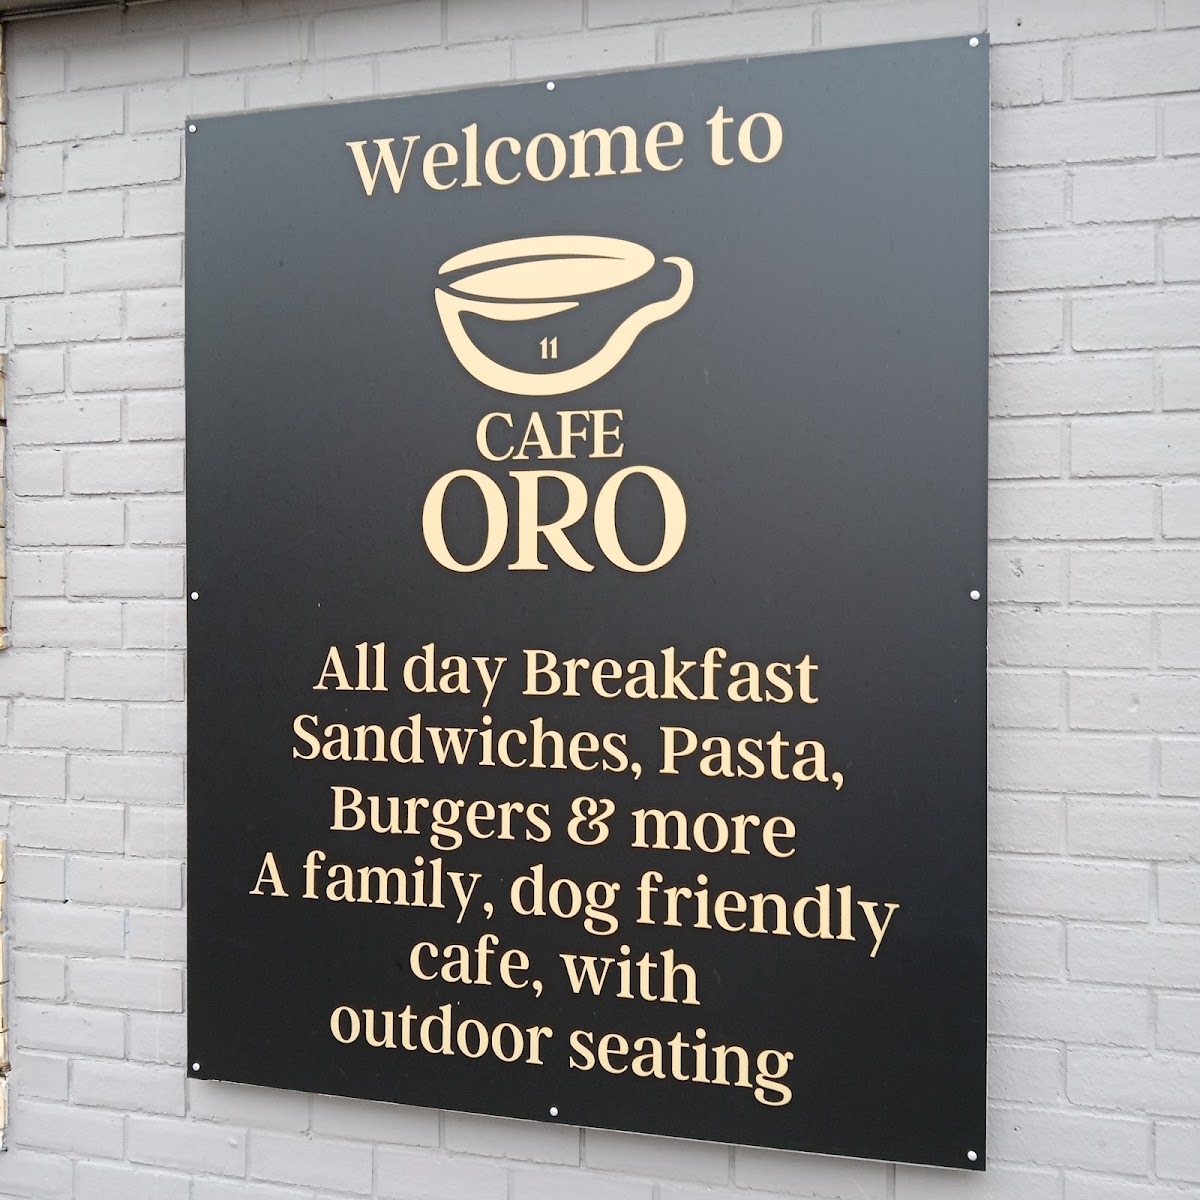 Welcome to
11
CAFE
ORO
All day Breakfast
Sandwiches, Pasta,
Burgers & more
A family, dog friendly
cafe, with
outdoor seating